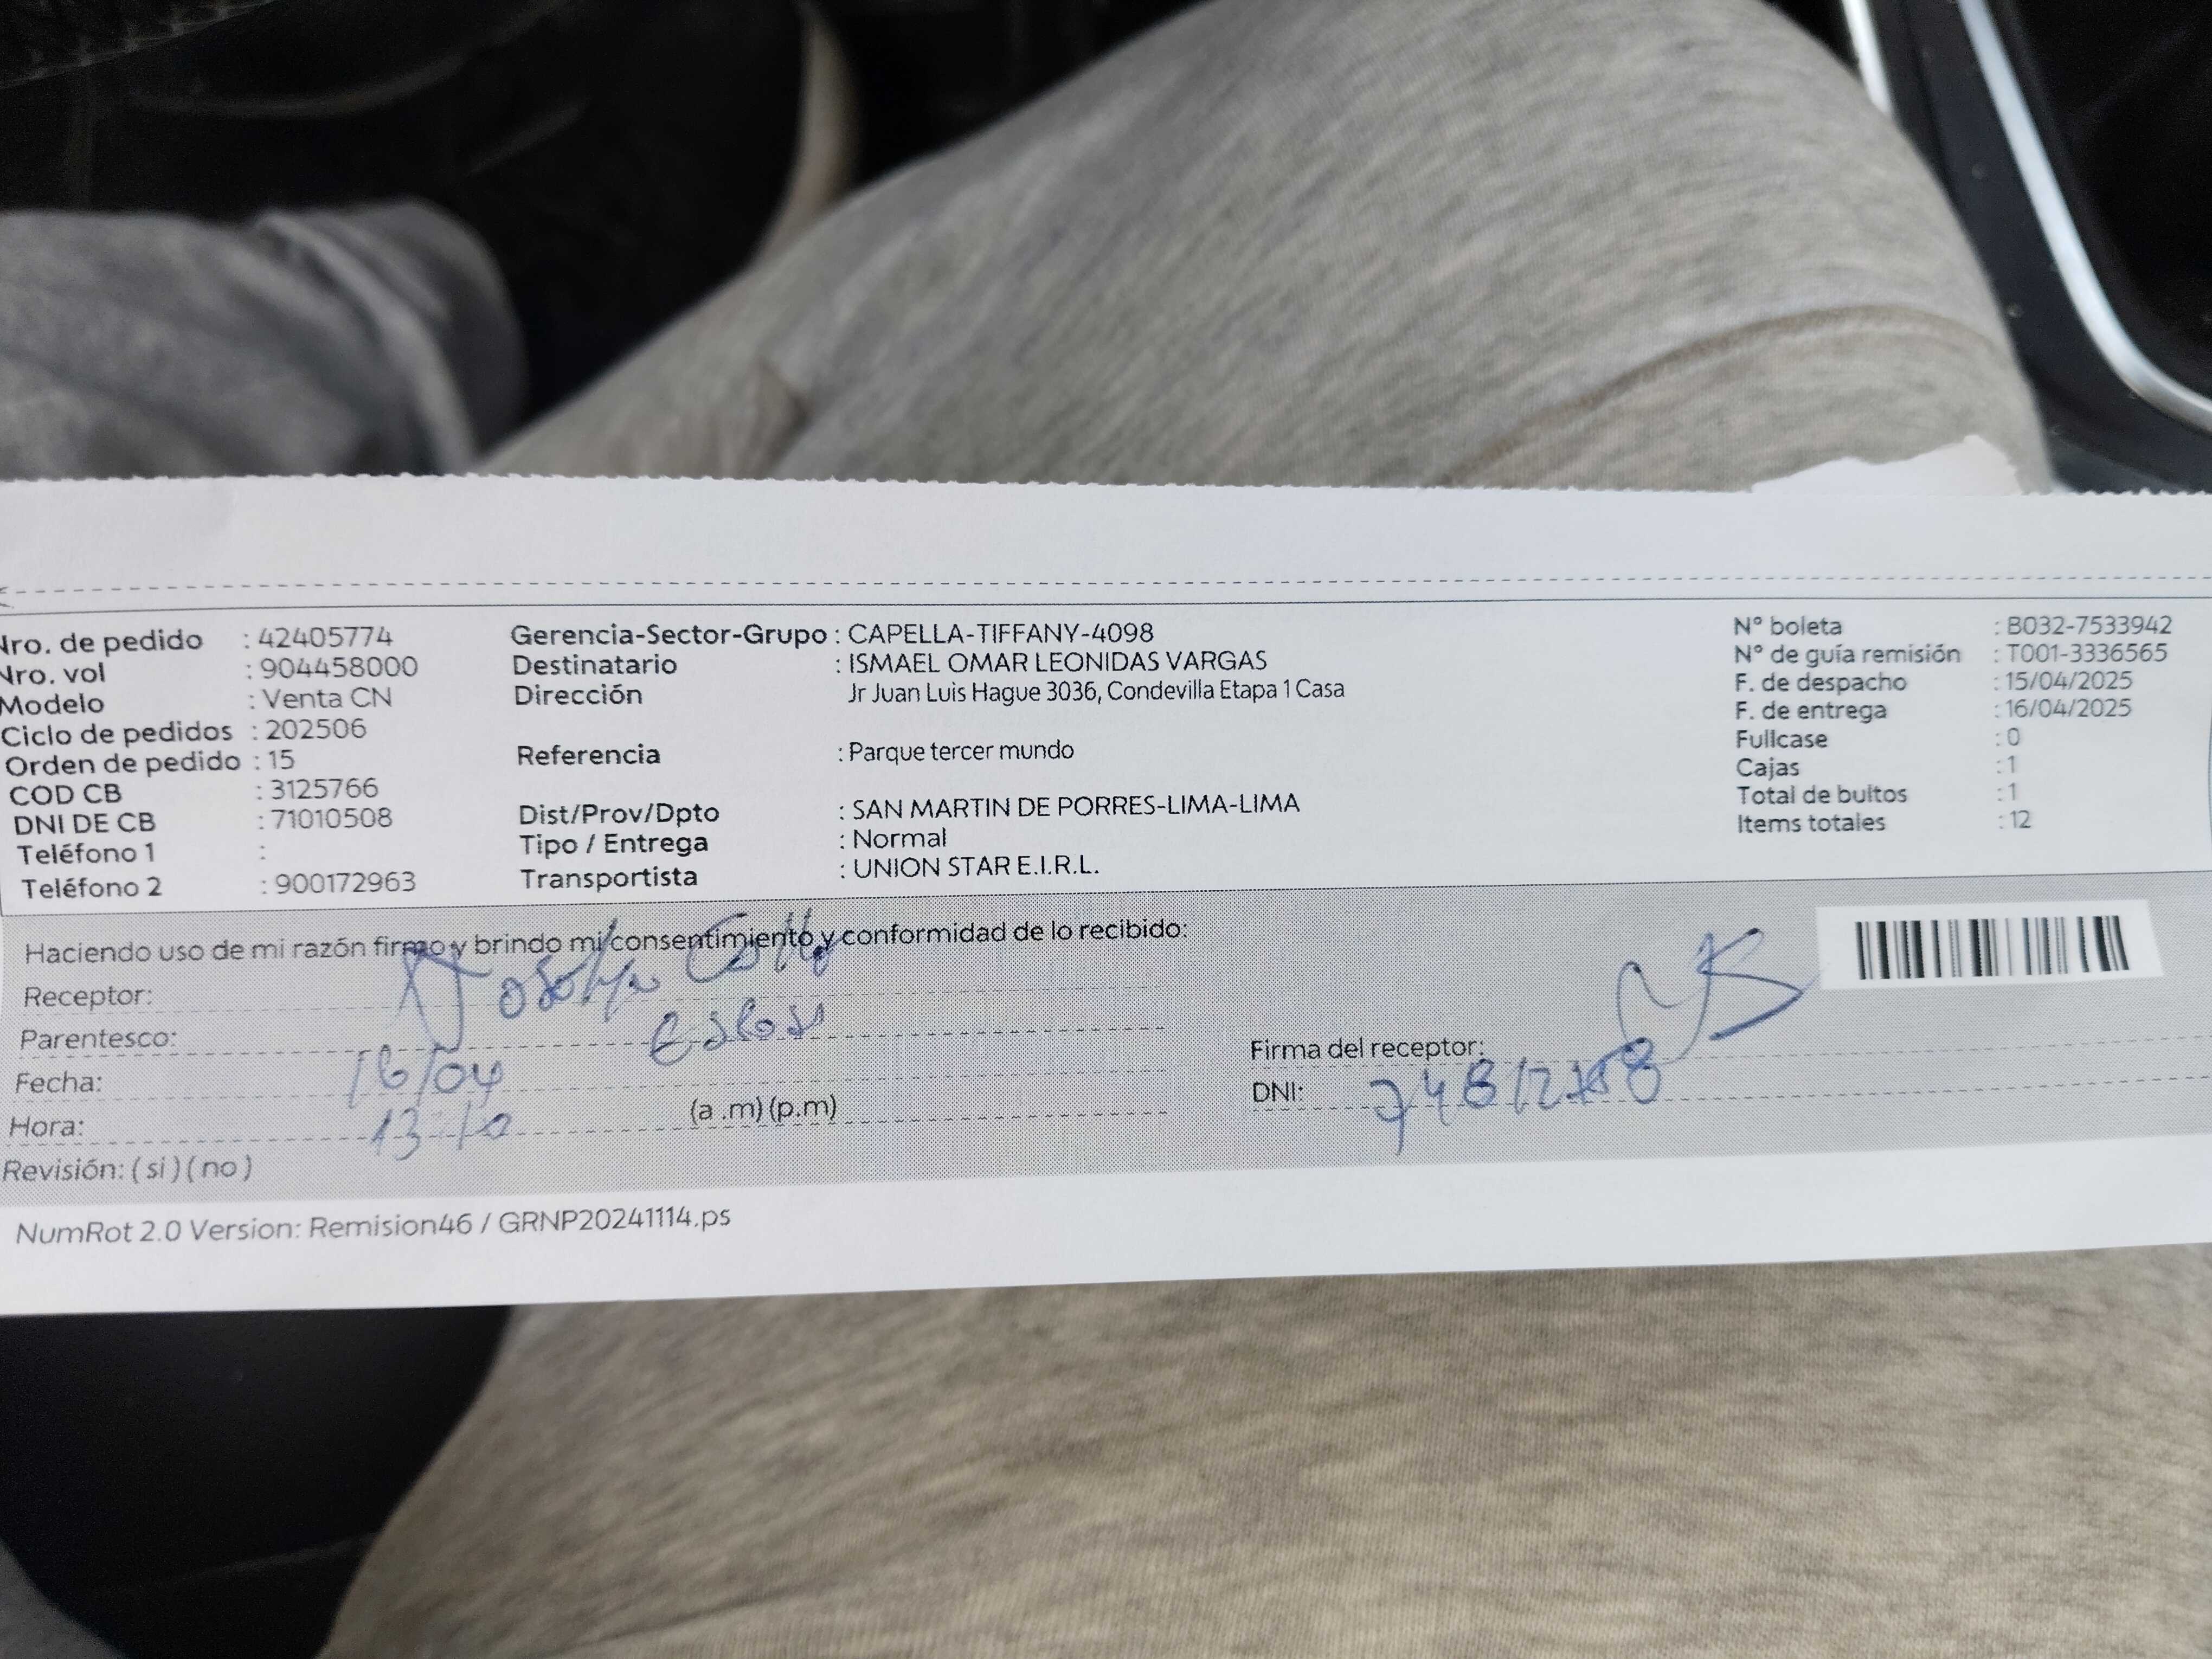 Nro. de pedido : 42405774
Nro. vol : 904458000
Modelo : Venta CN
Ciclo de pedidos : 202506
Orden de pedido : 15
COD CB : 3125766
DNI DE CB : 71010508
Teléfono 1 :
Teléfono 2 : 900172963
Gerencia-Sector-Grupo : CAPELLA-TIFFANY-4098
Destinatario : ISMAEL OMAR LEONIDAS VARGAS
Dirección Jr Juan Luis Hague 3036, Condevilla Etapa 1 Casa
Referencia : Parque tercer mundo
Dist/Prov/Dpto : SAN MARTIN DE PORRES-LIMA-LIMA
Tipo / Entrega : Normal
Transportista : UNION STAR E.I.R.L.
N° boleta : B032-7533942
N° de guía remisión : T001-3336565
F. de despacho : 15/04/2025
F. de entrega : 16/04/2025
Fullcase : 0
Cajas : 1
Total de bultos : 1
Items totales : 12
Haciendo uso de mi razón firmo y brindo mi consentimiento y conformidad de lo recibido:
Receptor:
Parentesco:
Fecha: 16/04
Hora: (a .m) (p.m)
Revisión: ( si ) ( no )
Firma del receptor:
DNI:
NumRot 2.0 Version: Remision46 / GRNP20241114.ps